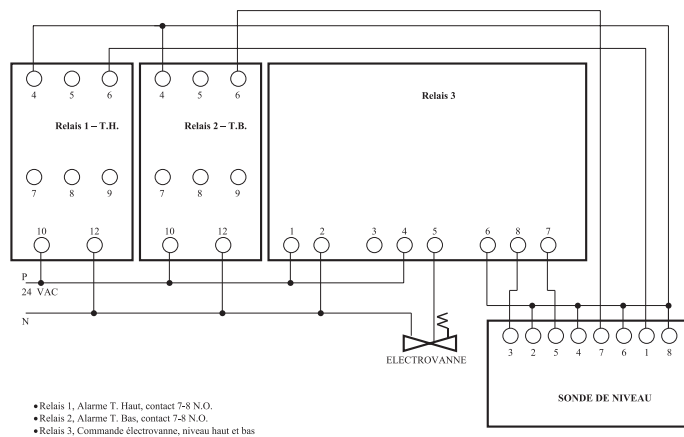 4 5 6 4 5 6
Relais 3
Relais 1 – T.H. Relais 2 – T.B.
7 8 9 7 8 9
10 12 10 12 1 2 3 4 5 6 8 7
P
24 VAC
N
3 2 5 4 7 6 1 8
ELECTROVANNE
SONDE DE NIVEAU
• Relais 1, Alarme T. Haut, contact 7-8 N.O.
• Relais 2, Alarme T. Bas, contact 7-8 N.O.
• Relais 3, Commande électrovanne, niveau haut et bas